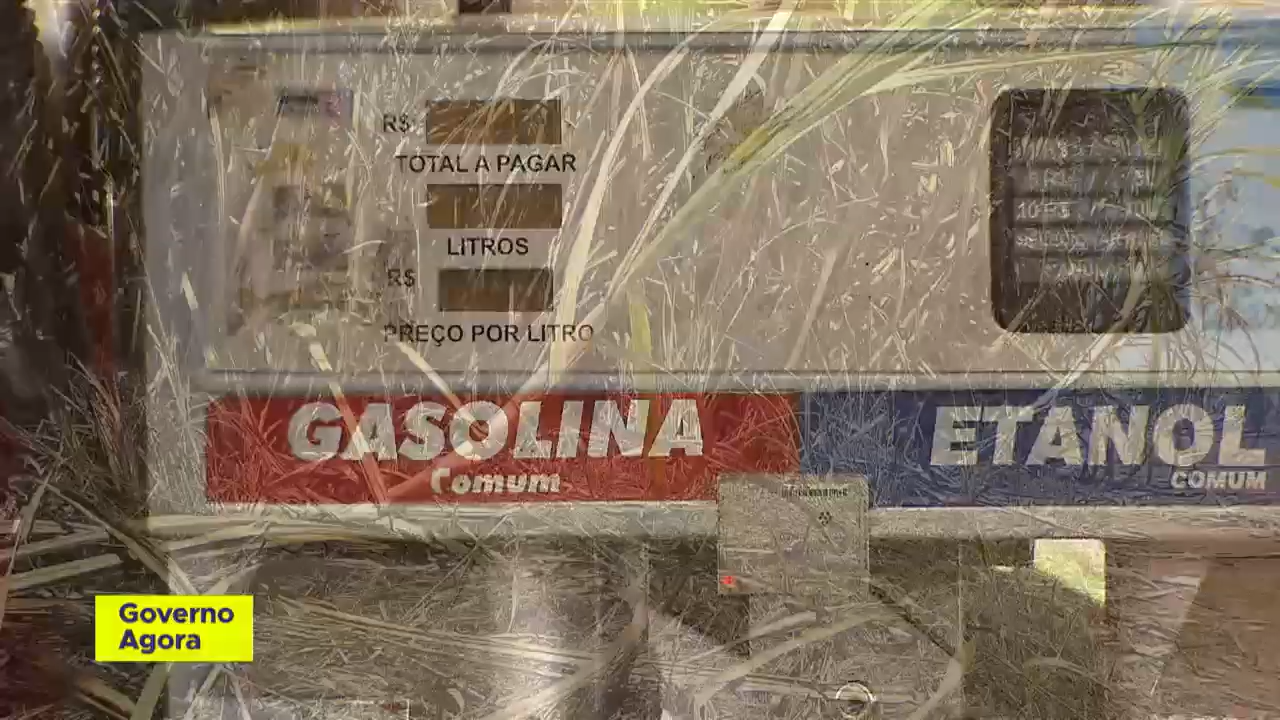 R$
TOTAL A PAGAR
LITROS
R$
PREÇO POR LITRO
GASOLINA
Comum
ETANOL
COMUM
Governo
Agora